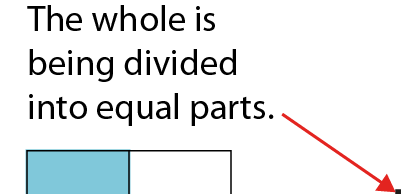 The whole is
being divided
into equal parts.